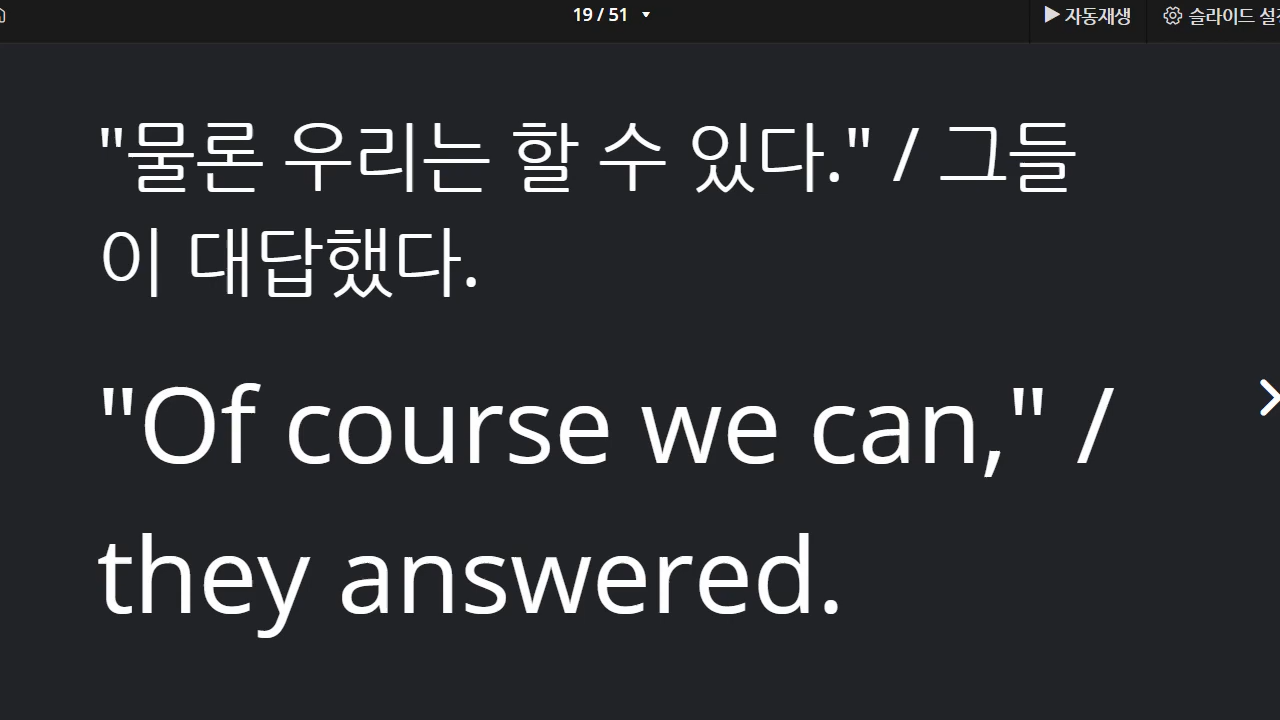 19 / 51
▶ 자동재생
슬라이드
"물론 우리는 할 수 있다." / 그들
이 대답했다.
"Of course we can," /
they answered.